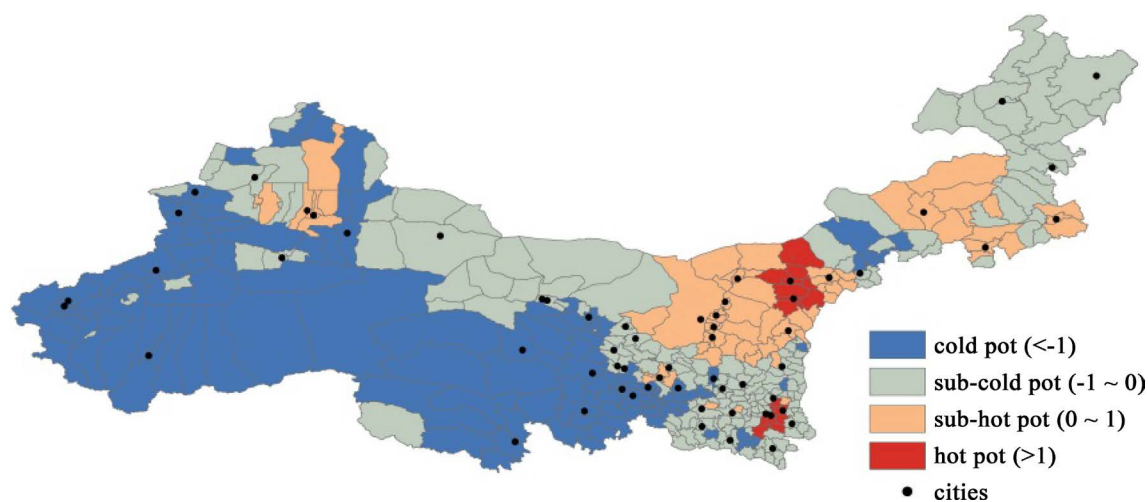 cold pot (<-1)
sub-cold pot (-1 ~ 0)
sub-hot pot (0 ~ 1)
hot pot (>1)
cities